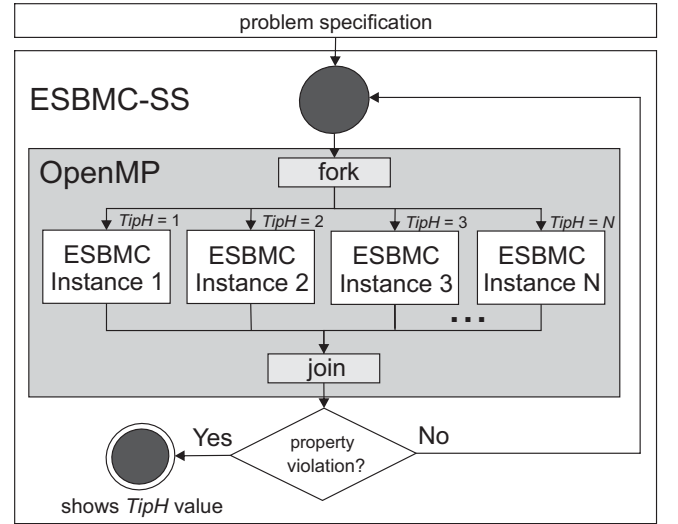 problem specification
ESBMC-SS
OpenMP
fork
TipH = 1
TipH = 2
TipH = 3
TipH = N
ESBMC
Instance 1
ESBMC
Instance 2
ESBMC
Instance 3
ESBMC
Instance N
...
join
property
violation?
Yes
No
shows TipH value